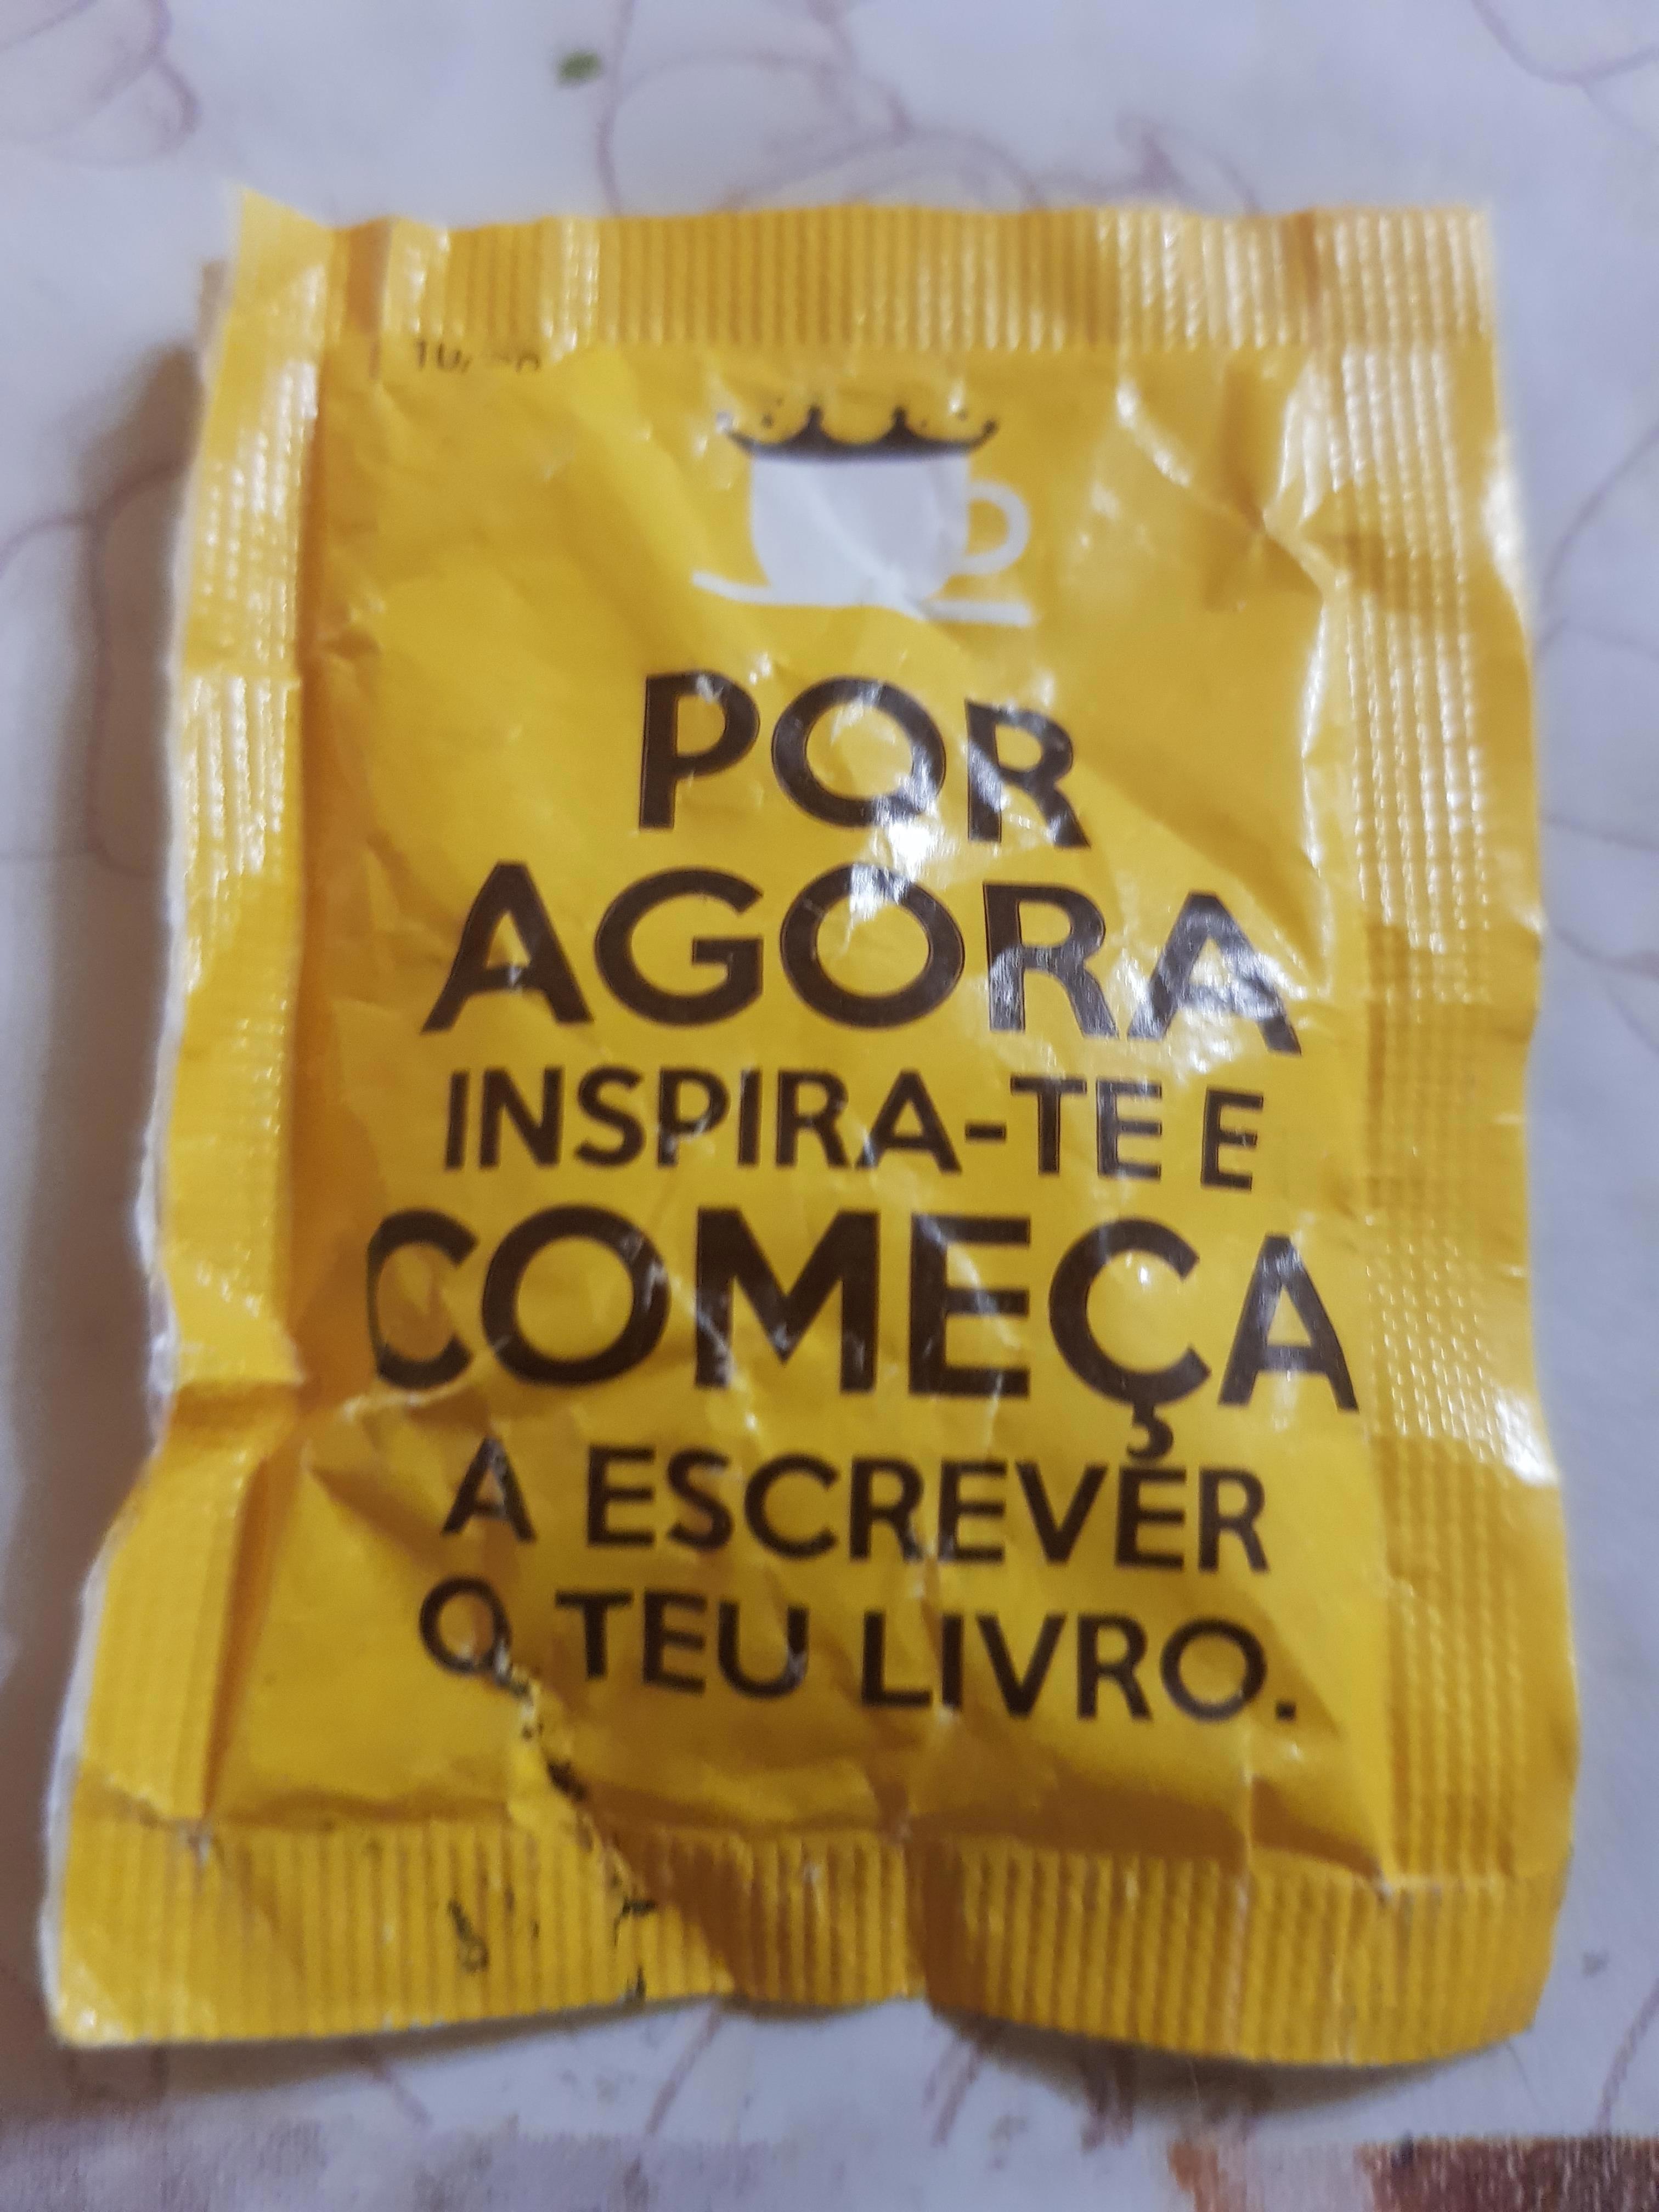 POR
AGORA
INSPIRA-TE E
COMEÇA
A ESCREVER
O TEU LIVRO.